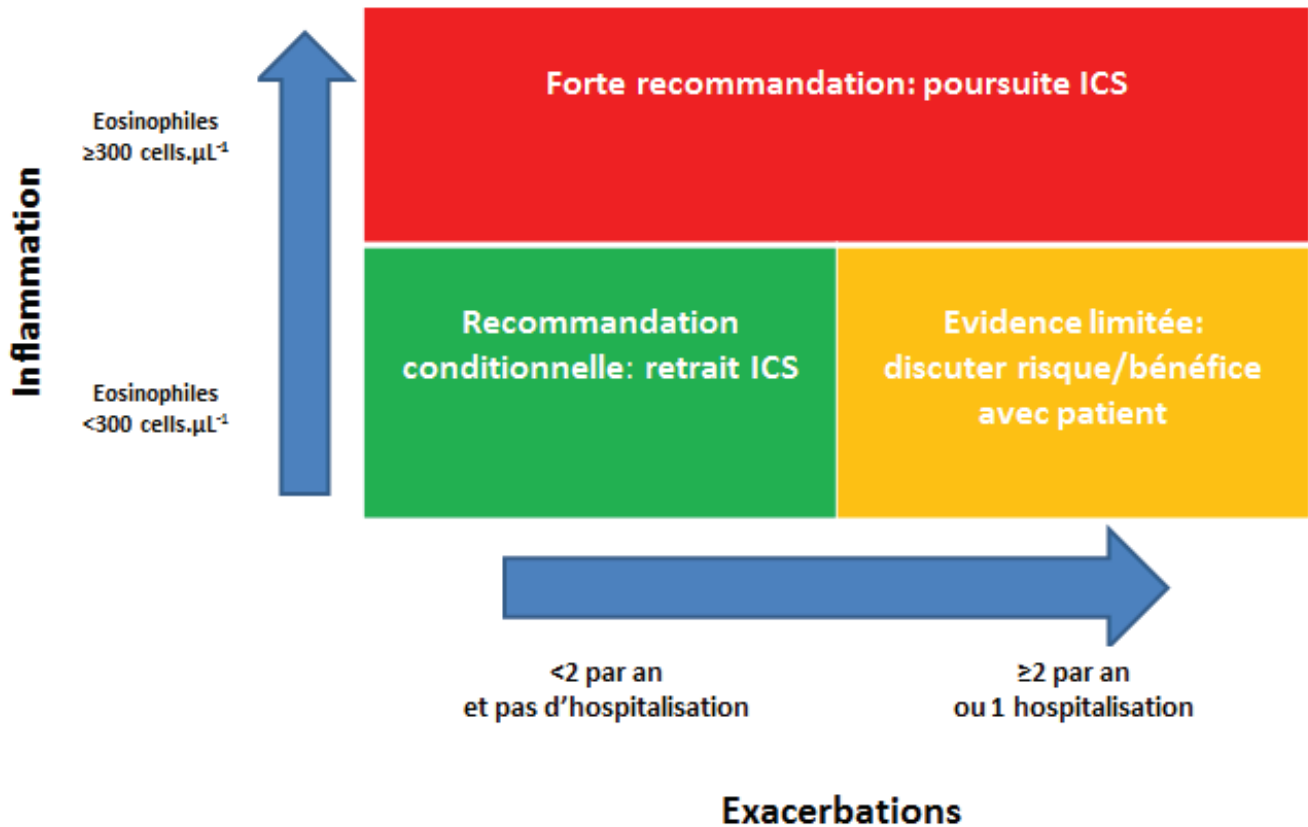 Forte recommandation: poursuite ICS
Eosinophiles
≥300 cells.µL⁻¹
Inflammation
Recommandation
conditionnelle: retrait ICS
Evidence limitée:
discuter risque/bénéfice
avec patient
Eosinophiles
<300 cells.µL⁻¹
<2 par an
et pas d’hospitalisation
≥2 par an
ou 1 hospitalisation
Exacerbations